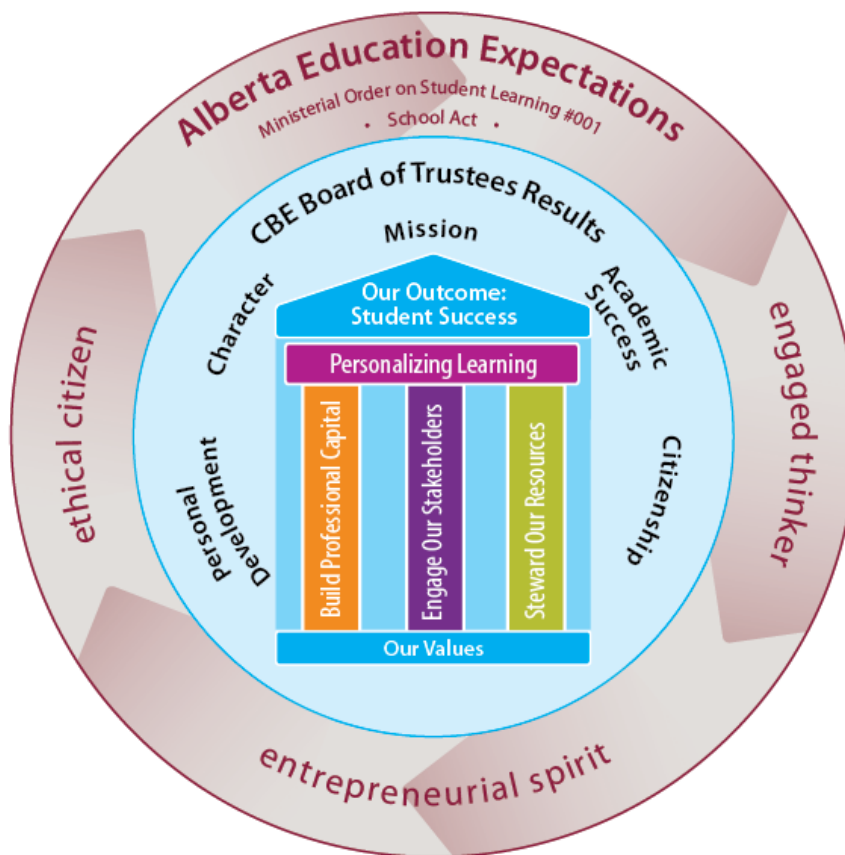 Alberta Education Expectations
Ministerial Order on Student Learning #001
• School Act •
CBE Board of Trustees Results
Mission
Character
Academic
Success
Personal
Development
Citizenship
Our Outcome:
Student Success
Personalizing Learning
Build Professional Capital
Engage Our Stakeholders
Steward Our Resources
Our Values
ethical citizen
engaged thinker
entrepreneurial spirit